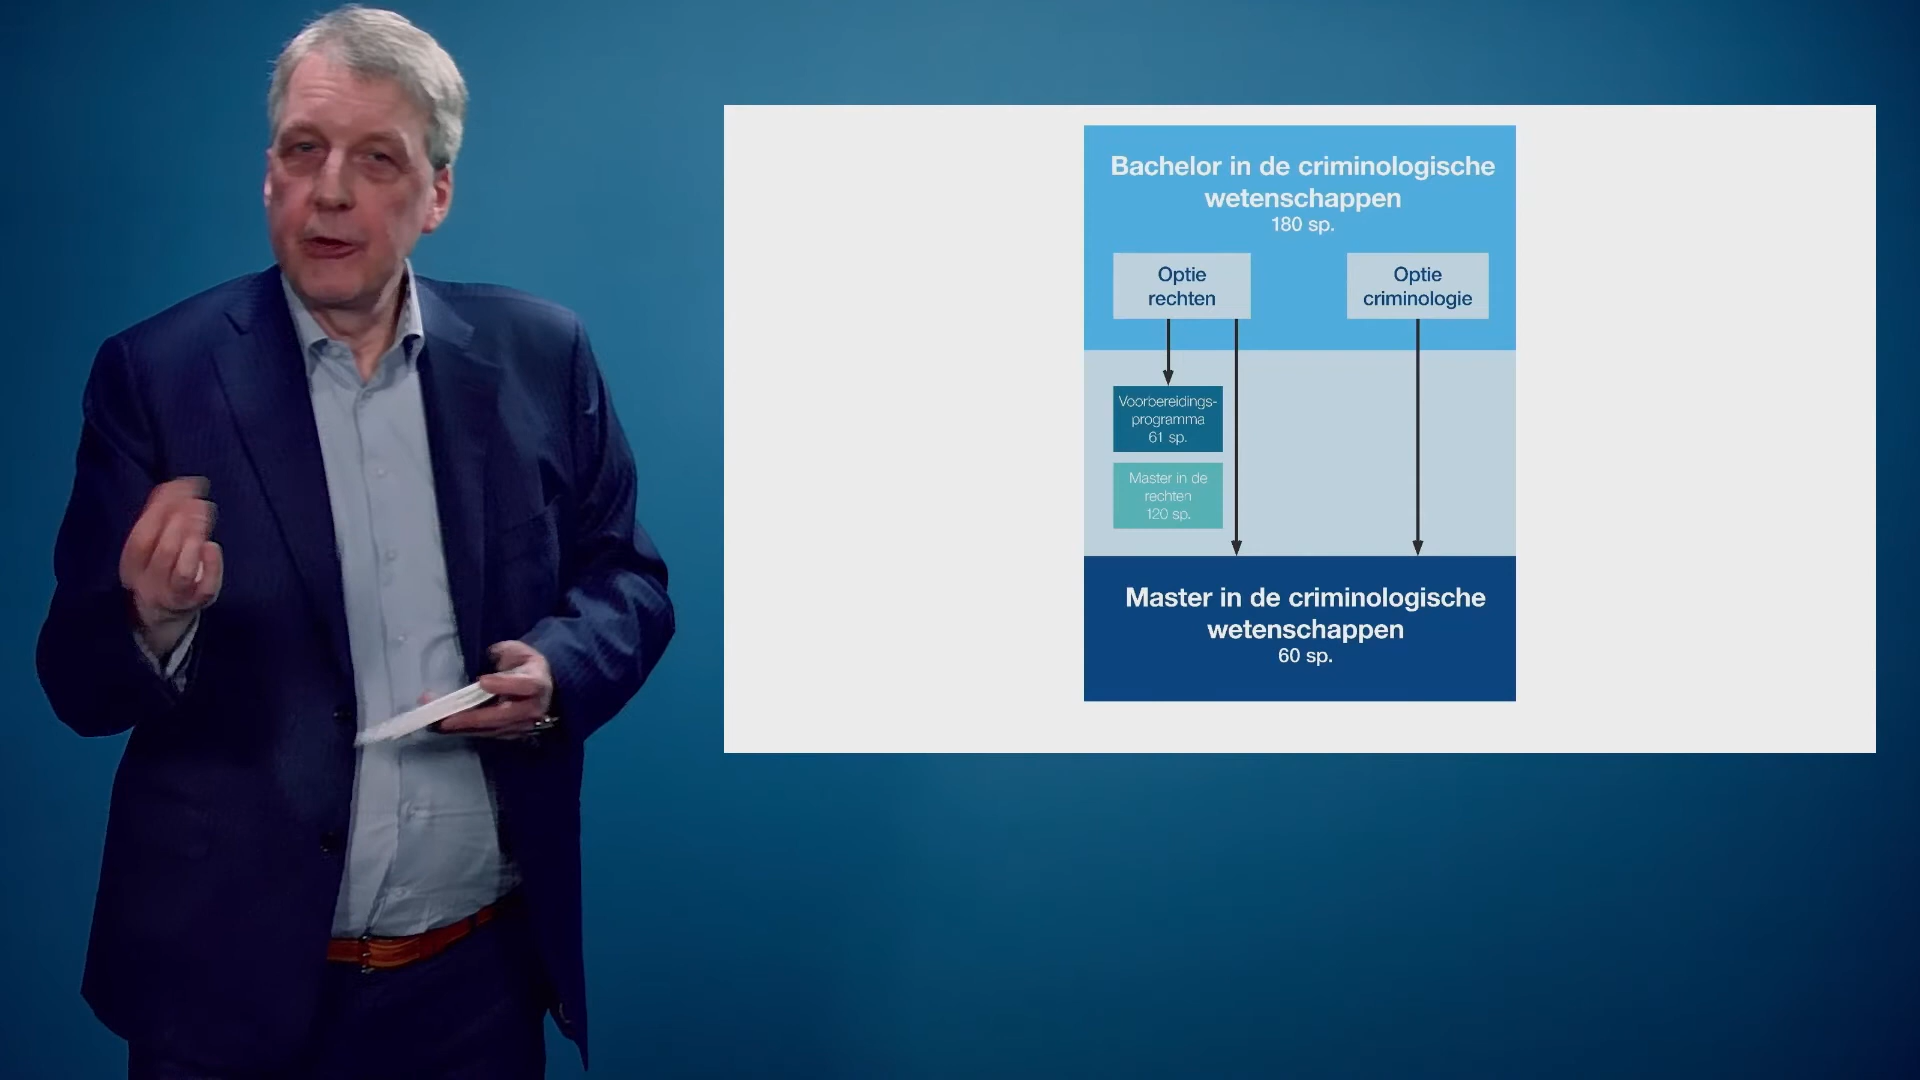 Bachelor in de criminologische
wetenschappen
180 sp.
Optie
rechten
Optie
criminologie
Voorbereidings-
programma
61 sp.
Master in de
rechten
120 sp.
Master in de criminologische
wetenschappen
60 sp.